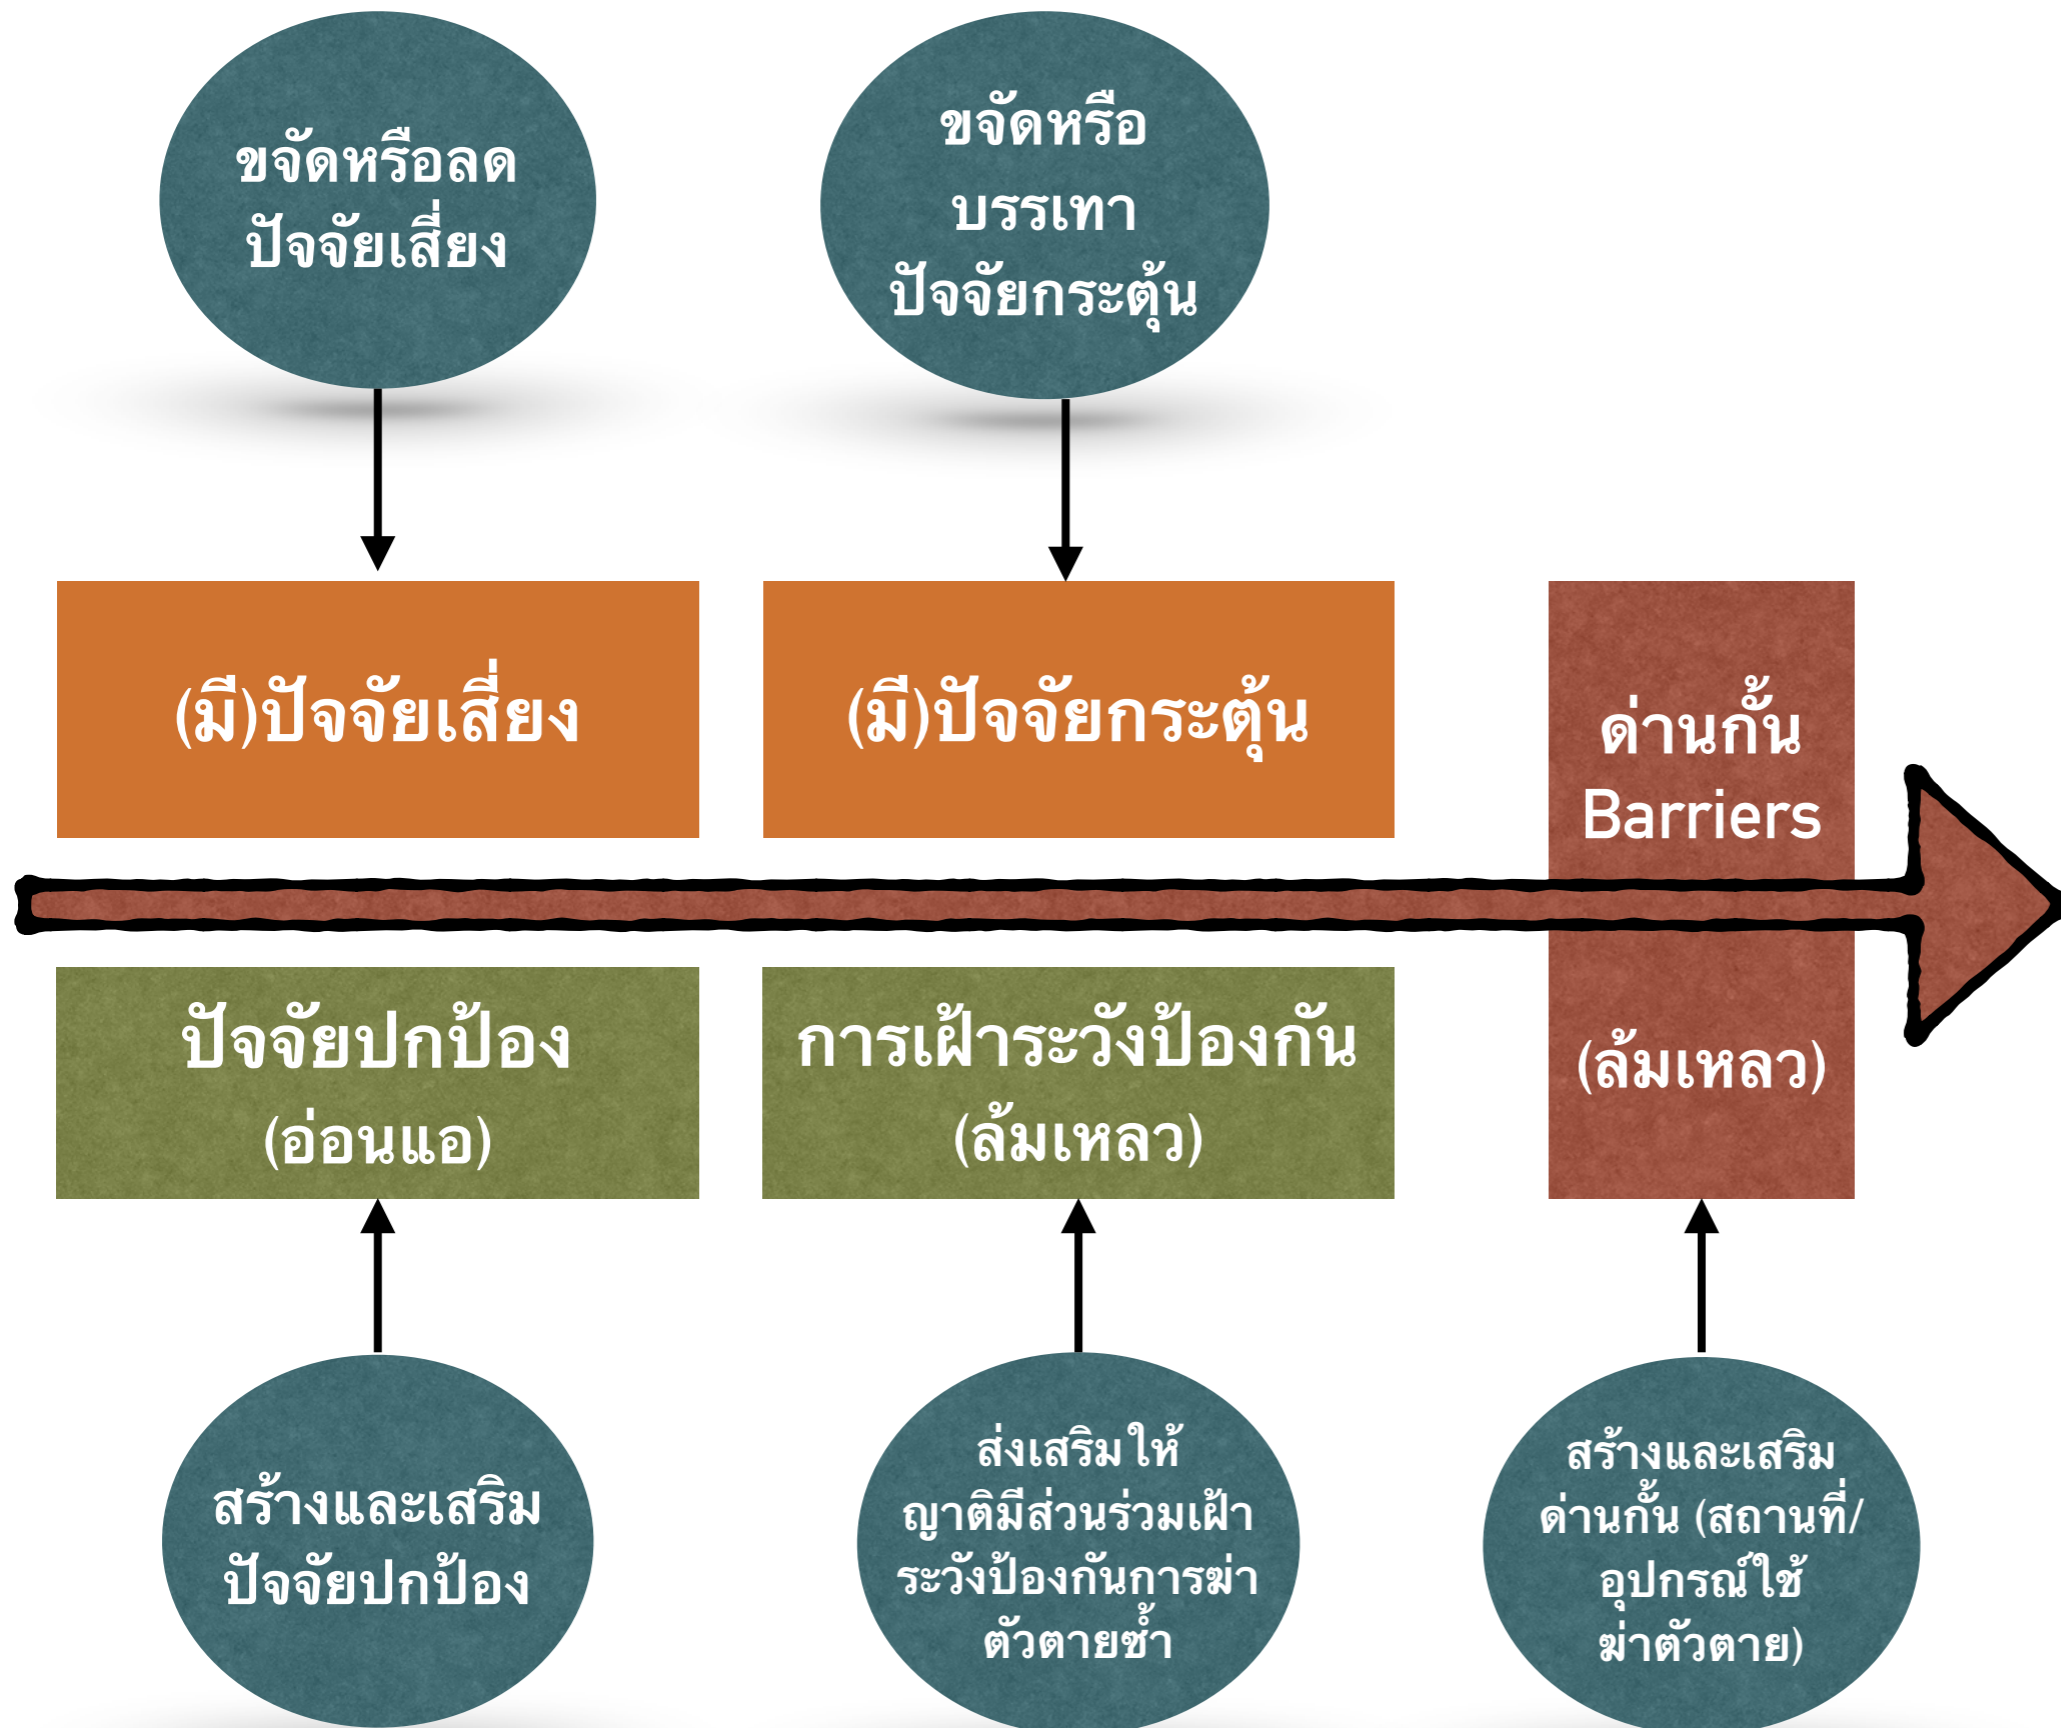 ขจัดหรือลด
ปัจจัยเสี่ยง
ขจัดหรือ
บรรเทา
ปัจจัยกระตุ้น
(มี)ปัจจัยเสี่ยง
(มี)ปัจจัยกระตุ้น
ด่านกั้น
Barriers
(ล้มเหลว)
ปัจจัยปกป้อง
(อ่อนแอ)
การเฝ้าระวังป้องกัน
(ล้มเหลว)
สร้างและเสริม
ปัจจัยปกป้อง
ส่งเสริมให้
ญาติมีส่วนร่วมเฝ้า
ระวังป้องกันการฆ่า
ตัวตายซ้ำ
สร้างและเสริม
ด่านกั้น (สถานที่/
อุปกรณ์ใช้
ฆ่าตัวตาย)